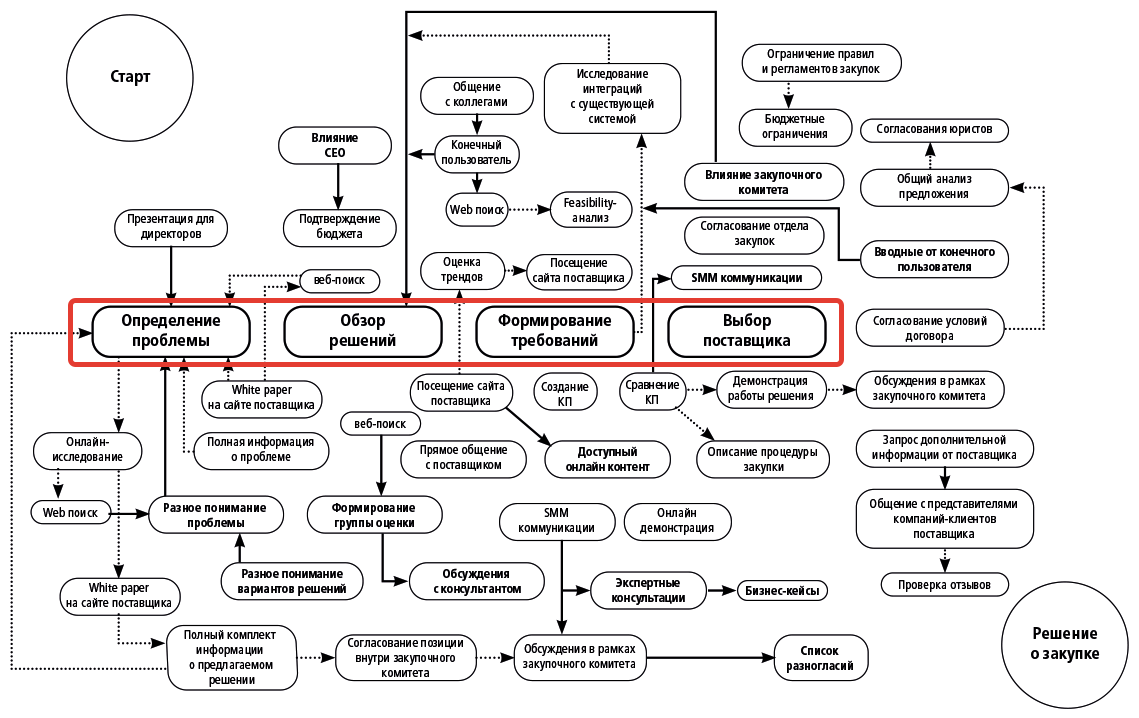 Старт
Ограничение правил
и регламентов закупок
Исследование
интеграций
с существующей
системой
Общение
с коллегами
Бюджетные
ограничения
Согласования юристов
Влияние
CEO
Конечный
пользователь
Влияние закупочного
комитета
Общий анализ
предложения
Web поиск
Feasibility-
анализ
Презентация для
директоров
Подтверждение
бюджета
Согласование отдела
закупок
Вводные от конечного
пользователя
Оценка
трендов
Посещение
сайта поставщика
SMM коммуникации
веб-поиск
Определение
проблемы
Обзор
решений
Формирование
требований
Выбор
поставщика
Согласование условий
договора
White paper
на сайте поставщика
Посещение сайта
поставщика
Создание
КП
Сравнение
КП
Демонстрация
работы решения
Обсуждения в рамках
закупочного комитета
веб-поиск
Онлайн-
исследование
Полная информация
о проблеме
Прямое общение
с поставщиком
Доступный
онлайн контент
Описание процедуры
закупки
Запрос дополнительной
информации от поставщика
Web поиск
Разное понимание
проблемы
Формирование
группы оценки
SMM
коммуникации
Онлайн
демонстрация
Общение с представителями
компаний-клиентов
поставщика
White paper
на сайте поставщика
Разное понимание
вариантов решений
Обсуждения
с консультантом
Экспертные
консультации
Бизнес-кейсы
Проверка отзывов
Полный комплект
информации
о предлагаемом
решении
Согласование позиции
внутри закупочного
комитета
Обсуждения в рамках
закупочного комитета
Список
разногласий
Решение
о закупке